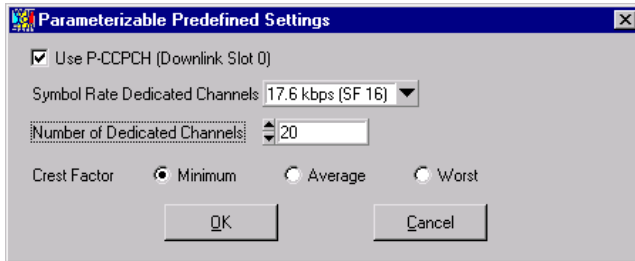 Parameterizable Predefined Settings
Use P-CCPCH (Downlink Slot 0)
Symbol Rate Dedicated Channels 17.6 kbps (SF 16)
Number of Dedicated Channels 20
Crest Factor Minimum Average Worst
OK Cancel